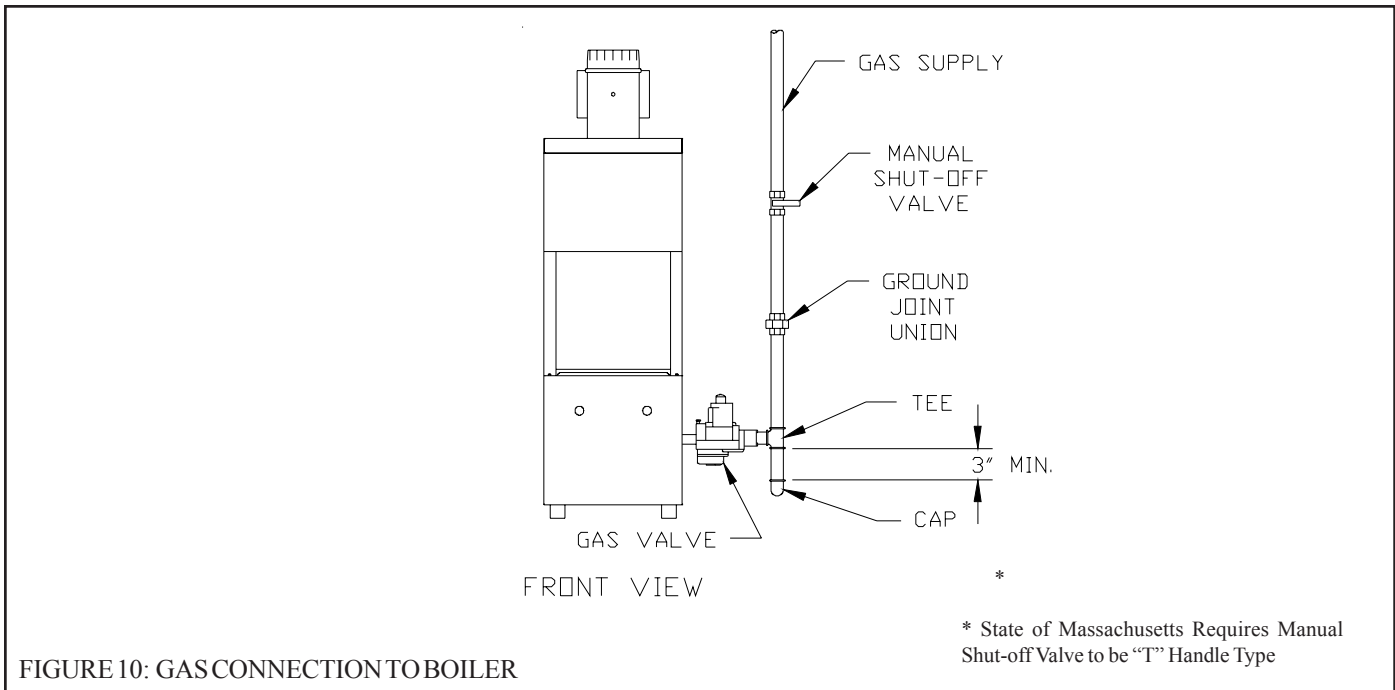 GAS SUPPLY
MANUAL
SHUT-OFF
VALVE
GROUND
JOINT
UNION
TEE
3" MIN.
CAP
GAS VALVE
FRONT VIEW
*
* State of Massachusetts Requires Manual
Shut-off Valve to be “T” Handle Type
FIGURE 10: GAS CONNECTION TO BOILER